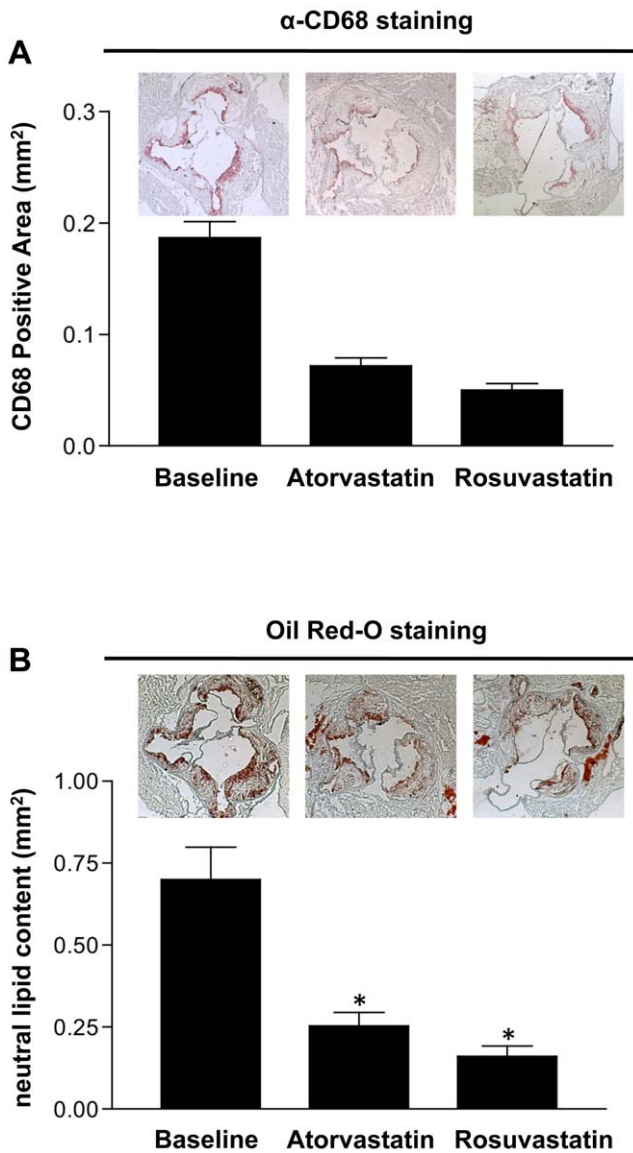 α-CD68 staining
A
CD68 Positive Area (mm²)
0.3
0.2
0.1
0.0
Baseline Atorvastatin Rosuvastatin
Oil Red-O staining
B
neutral lipid content (mm²)
1.00
0.75
0.50
0.25
0.00
* *
Baseline Atorvastatin Rosuvastatin